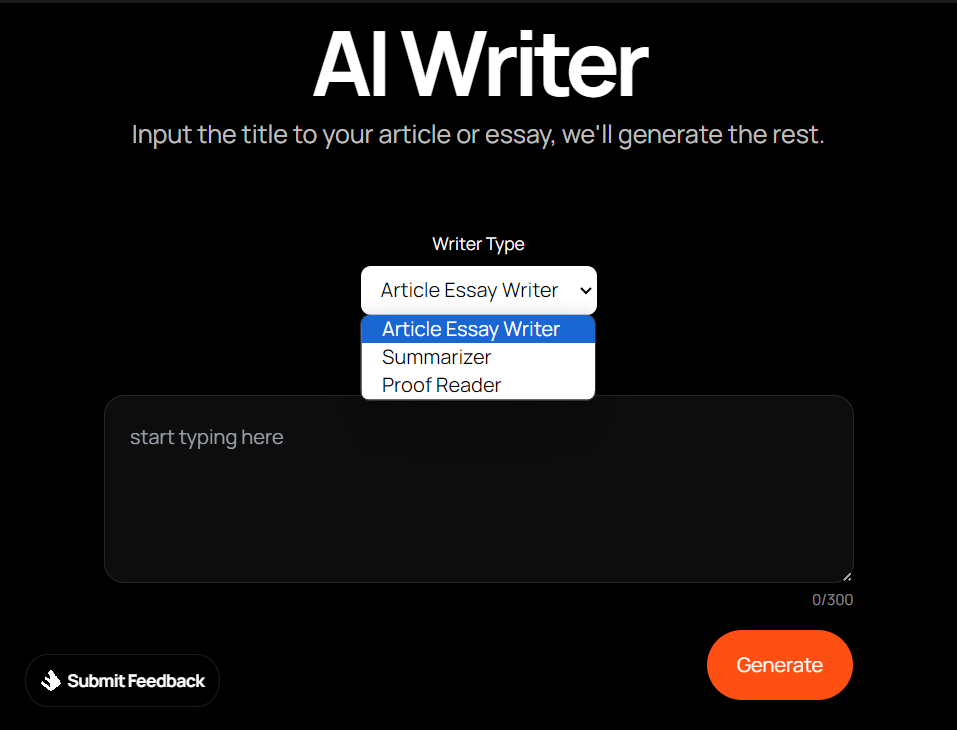 AI Writer
Input the title to your article or essay, we'll generate the rest.
Writer Type
Article Essay Writer
Article Essay Writer
Summarizer
Proof Reader
start typing here
0/300
Generate
Submit Feedback